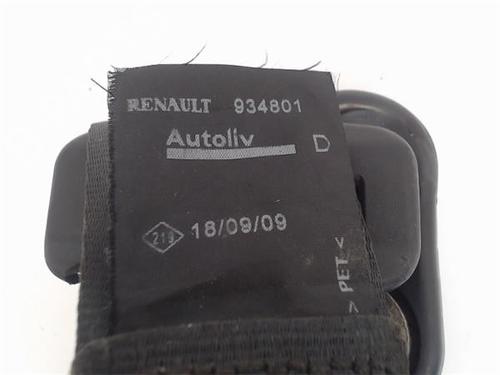 RENAULT 934801
Autoliv D
219 18/09/09
> PET <